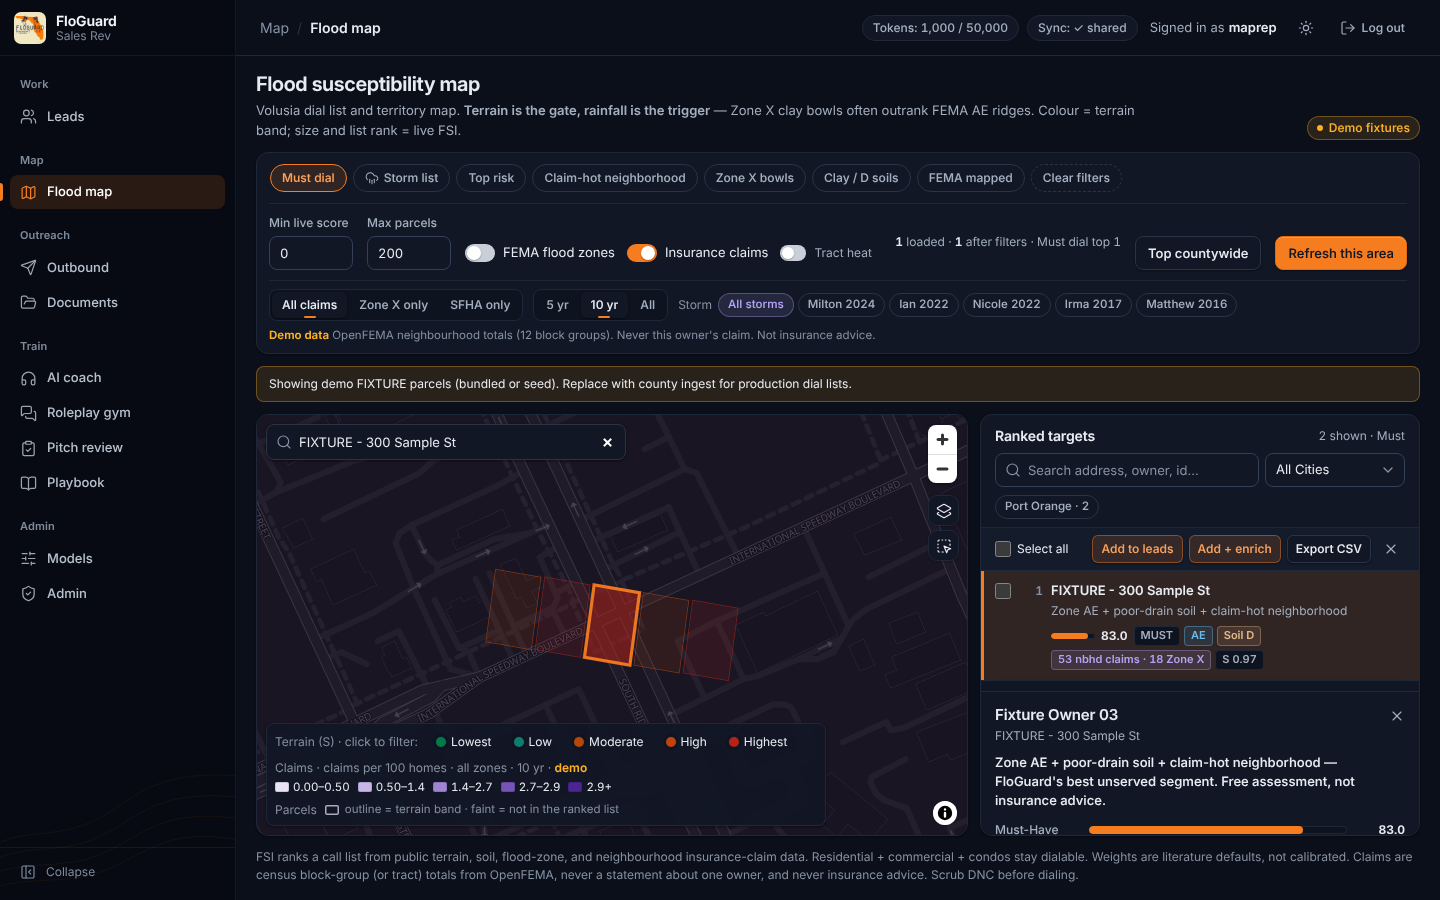 FloGuard
Sales Rev
Map / Flood map
Tokens: 1,000 / 50,000
Sync: ✓ shared
Signed in as maprep
Log out
Work
Leads
Map
Flood map
Outreach
Outbound
Documents
Train
AI coach
Roleplay gym
Pitch review
Playbook
Admin
Models
Admin
Collapse
Flood susceptibility map
Volusia dial list and territory map. Terrain is the gate, rainfall is the trigger — Zone X clay bowls often outrank FEMA AE ridges. Colour = terrain
band; size and list rank = live FSI.
Demo fixtures
Must dial
Storm list
Top risk
Claim-hot neighborhood
Zone X bowls
Clay / D soils
FEMA mapped
Clear filters
Min live score
Max parcels
0
200
FEMA flood zones
Insurance claims
Tract heat
1 loaded · 1 after filters · Must dial top 1
Top countywide
Refresh this area
All claims
Zone X only
SFHA only
5 yr
10 yr
All
Storm
All storms
Milton 2024
Ian 2022
Nicole 2022
Irma 2017
Matthew 2016
Demo data OpenFEMA neighbourhood totals (12 block groups). Never this owner's claim. Not insurance advice.
Showing demo FIXTURE parcels (bundled or seed). Replace with county ingest for production dial lists.
FIXTURE - 300 Sample St
INTERNATIONAL SPEEDWAY BOULEVARD
INTERNATIONAL SPEEDWAY BOULEVARD
Terrain (S) · click to filter:
Lowest
Low
Moderate
High
Highest
Claims · claims per 100 homes · all zones · 10 yr · demo
0.00–0.50
0.50–1.4
1.4–2.7
2.7–2.9
2.9+
Parcels
outline = terrain band · faint = not in the ranked list
Ranked targets
2 shown · Must
Search address, owner, id...
All Cities
Port Orange · 2
Select all
Add to leads
Add + enrich
Export CSV
1 FIXTURE - 300 Sample St
Zone AE + poor-drain soil + claim-hot neighborhood
83.0
MUST
AE
Soil D
53 nbhd claims · 18 Zone X
S 0.97
Fixture Owner 03
FIXTURE - 300 Sample St
Zone AE + poor-drain soil + claim-hot neighborhood —
FloGuard's best unserved segment. Free assessment, not
insurance advice.
Must-Have
83.0
FSI ranks a call list from public terrain, soil, flood-zone, and neighbourhood insurance-claim data. Residential + commercial + condos stay dialable. Weights are literature defaults, not calibrated. Claims are
census block-group (or tract) totals from OpenFEMA, never a statement about one owner, and never insurance advice. Scrub DNC before dialing.